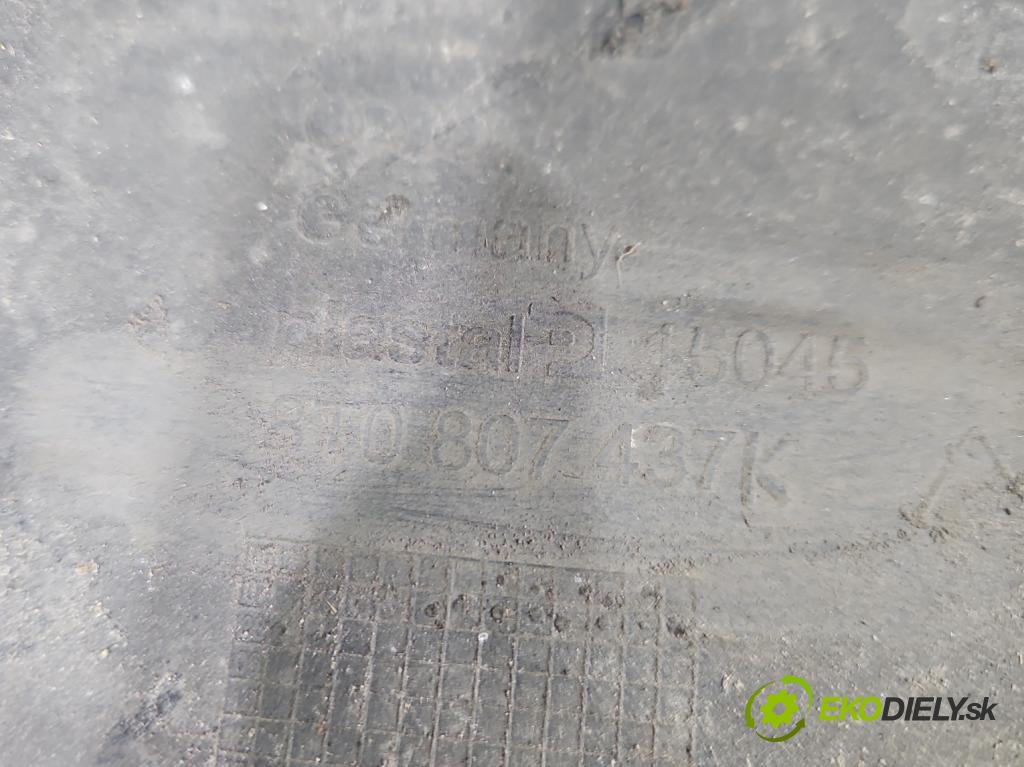 Germany
plastal P 15045
8T0.807.437K
EKODIELY.sk